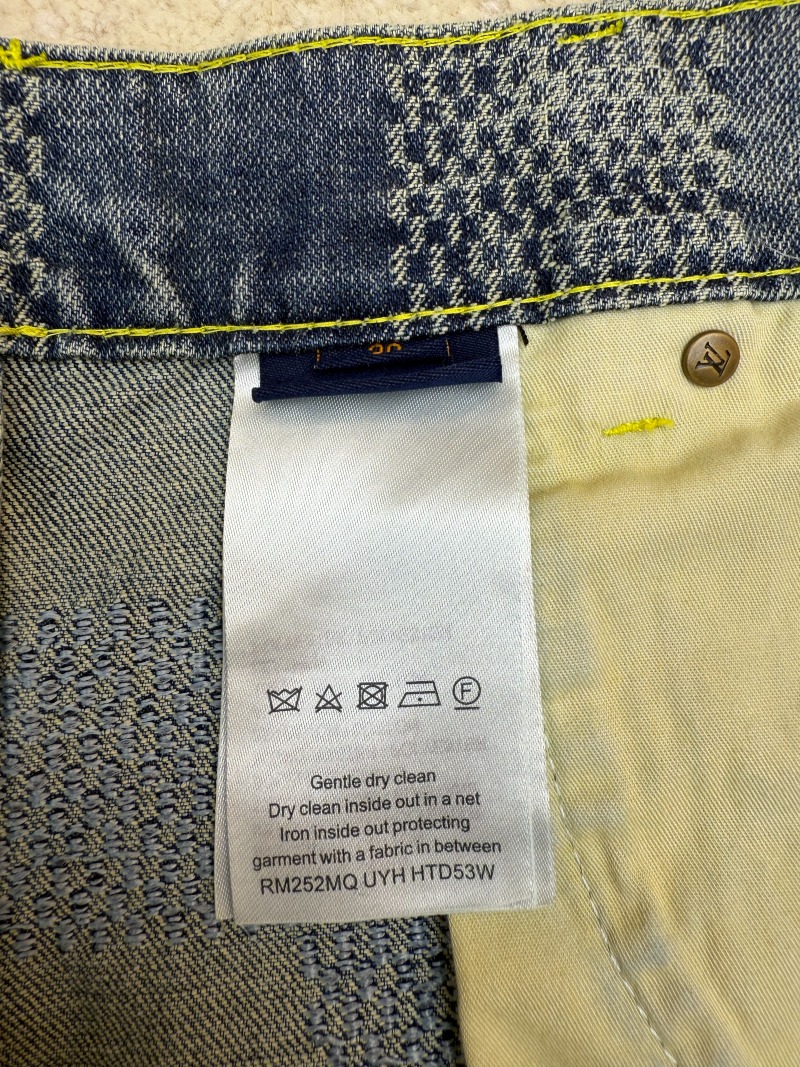 LV
F
Gentle dry clean
Dry clean inside out in a net
Iron inside out protecting
garment with a fabric in between
RM252MQ UYH HTD53W